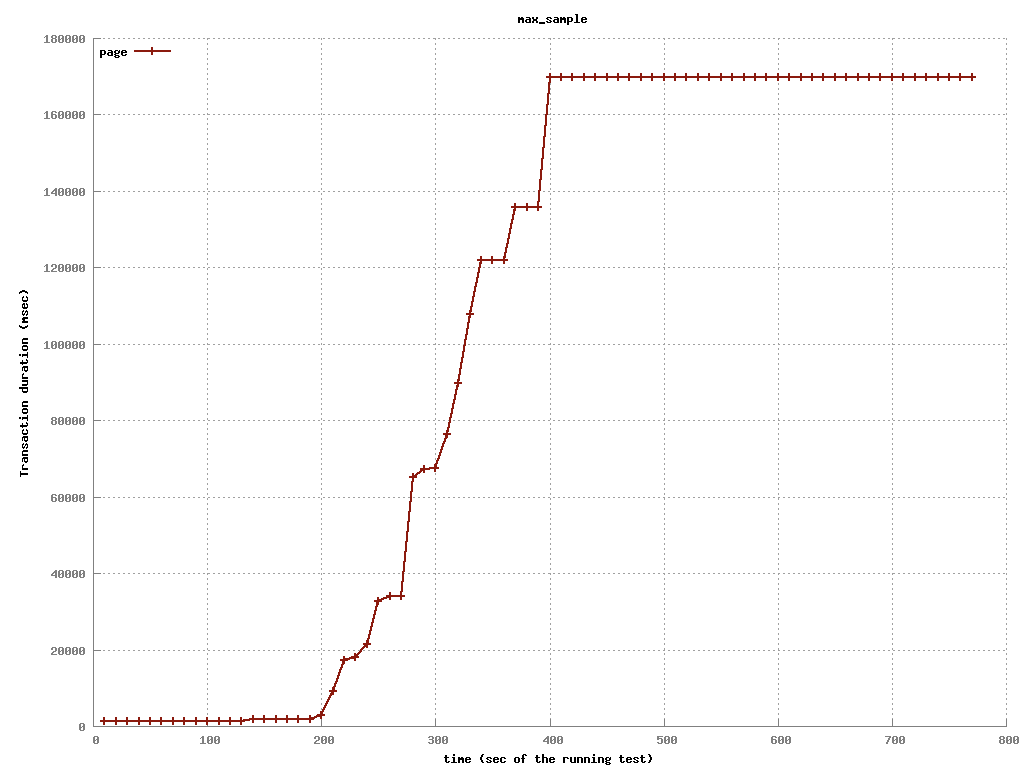 max_sample
page
180000
160000
140000
120000
100000
80000
60000
40000
20000
0
Transaction duration (msec)
0 100 200 300 400 500 600 700 800
time (sec of the running test)